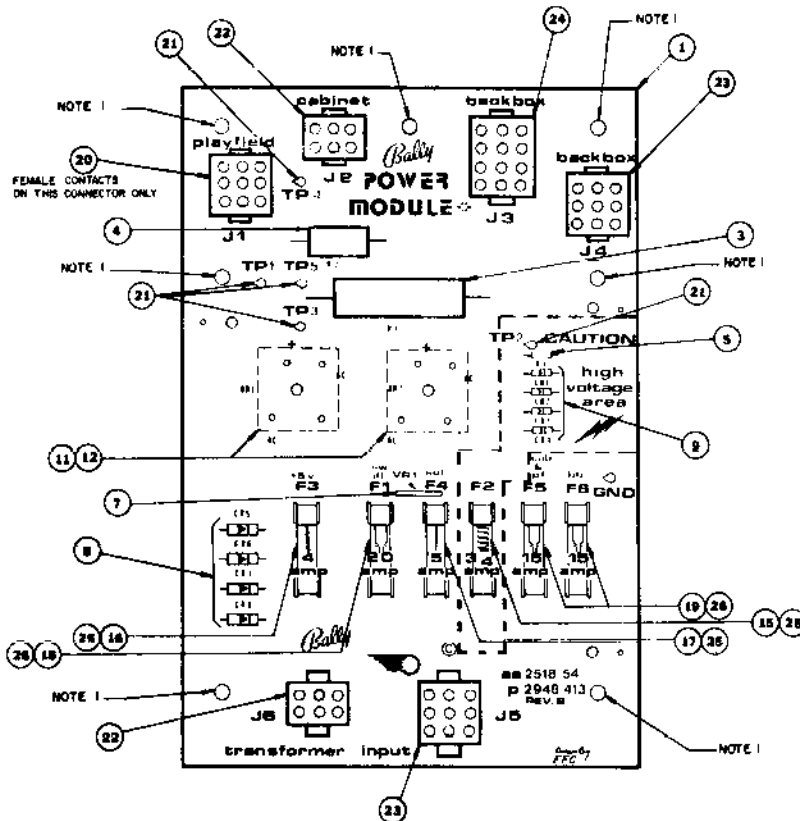 21
22
NOTE 1
24
NOTE 1
1
23
NOTE 1
cabinet
backbox
playfield
20
FEMALE CONTACTS
ON THIS CONNECTOR ONLY
Bally
POWER
MODULE
backbox
J2
TP4
J3
J1
J4
4
3
NOTE 1
TP1
TP5
NOTE 1
21
TP3
21
TP2
CAUTION
5
high
voltage
area
9
11
12
7
VR1
F3
F1
F4
F2
F5
F6
GND
8
4
amp
20
amp
5
amp
3/4
A
15
amp
15
amp
19
26
15
25
17
25
25
16
26
18
Bally
©
as 2518 54
p 2948 413
REV. B
NOTE 1
J6
J5
NOTE 1
22
transformer input
23